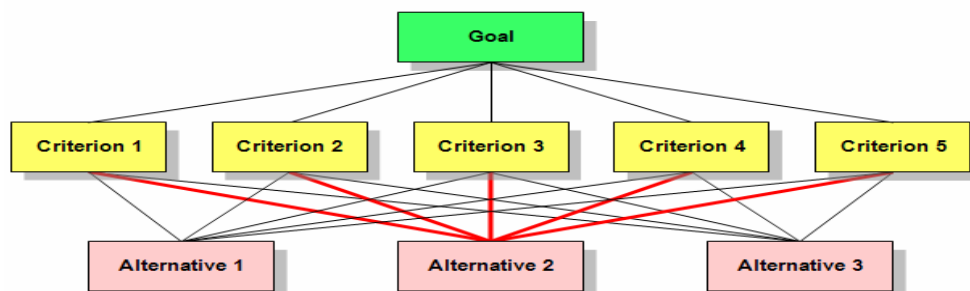 Goal
Criterion 1
Criterion 2
Criterion 3
Criterion 4
Criterion 5
Alternative 1
Alternative 2
Alternative 3